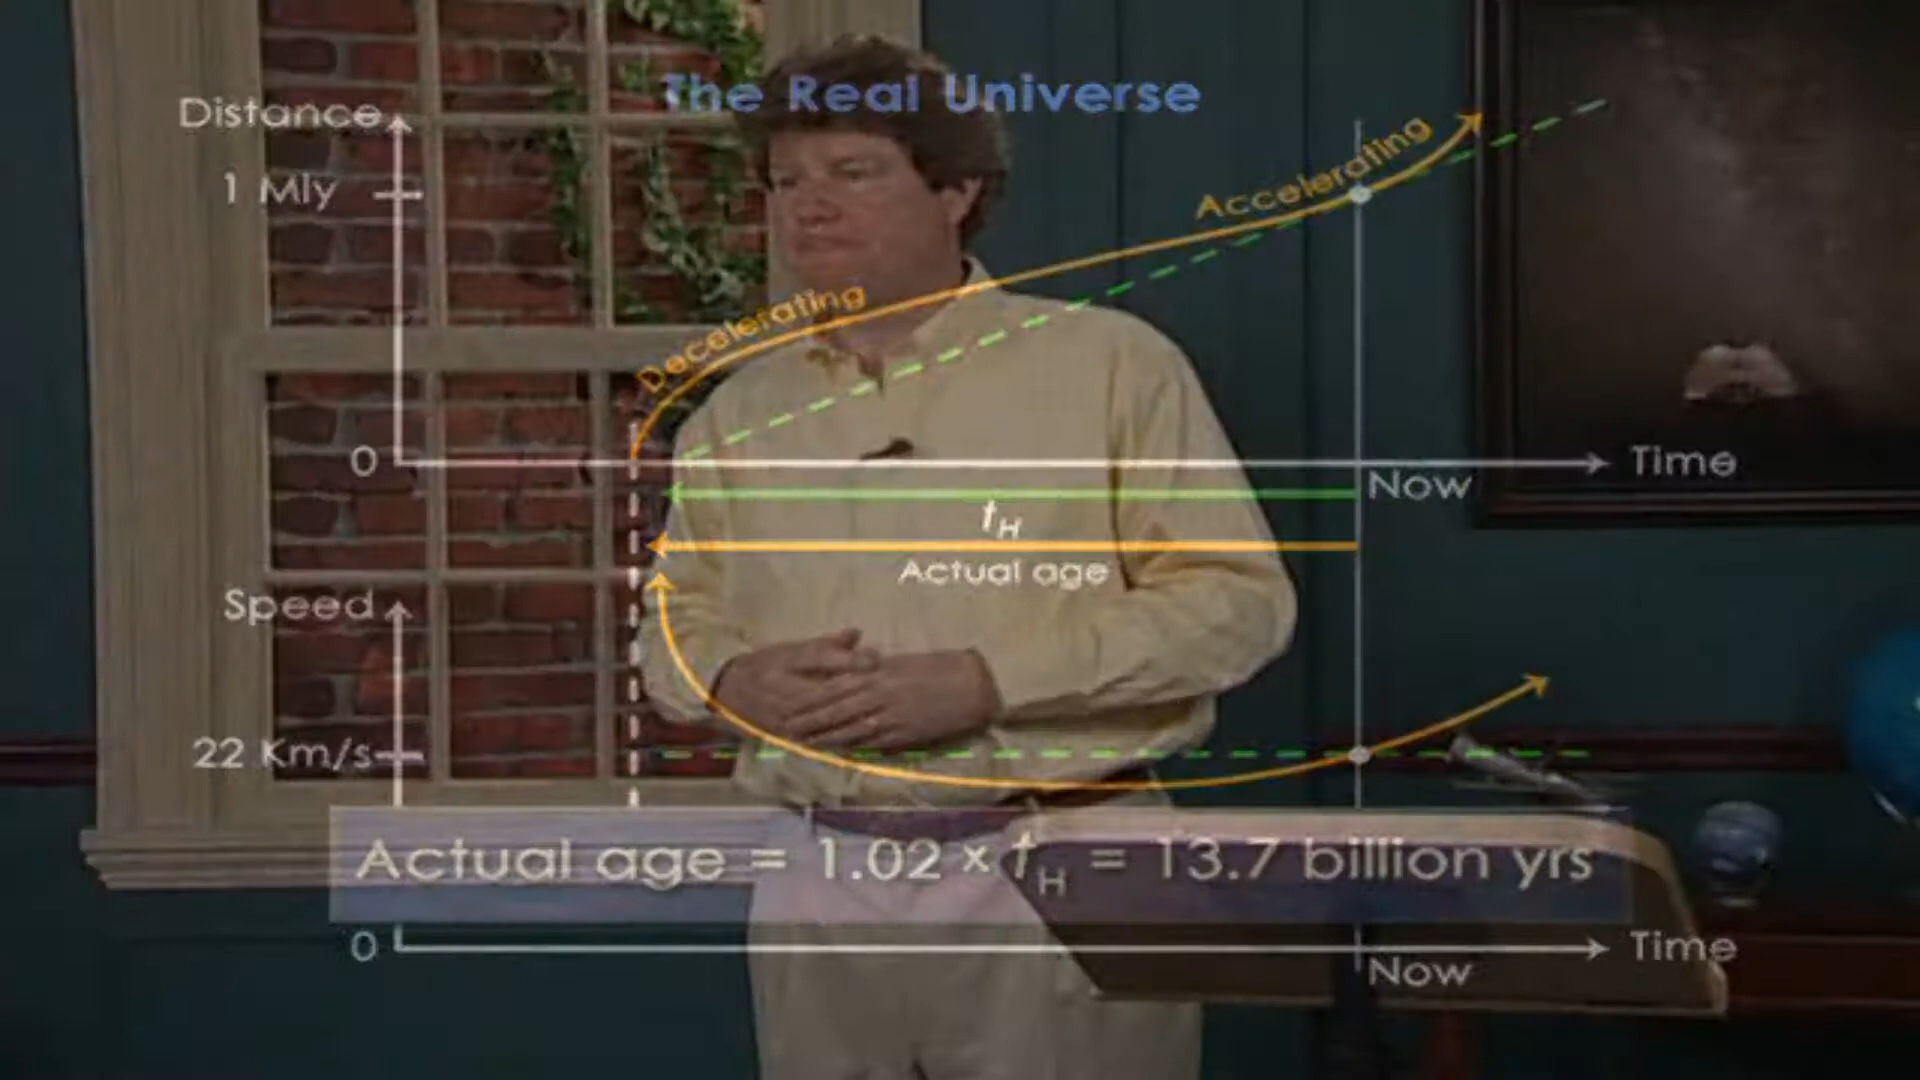 The Real Universe
Distance
1 Mly
Decelerating
Accelerating
0
Time
Now
tH
Actual age
Speed
22 Km/s
Actual age = 1.02 × tH = 13.7 billion yrs
0
Time
Now